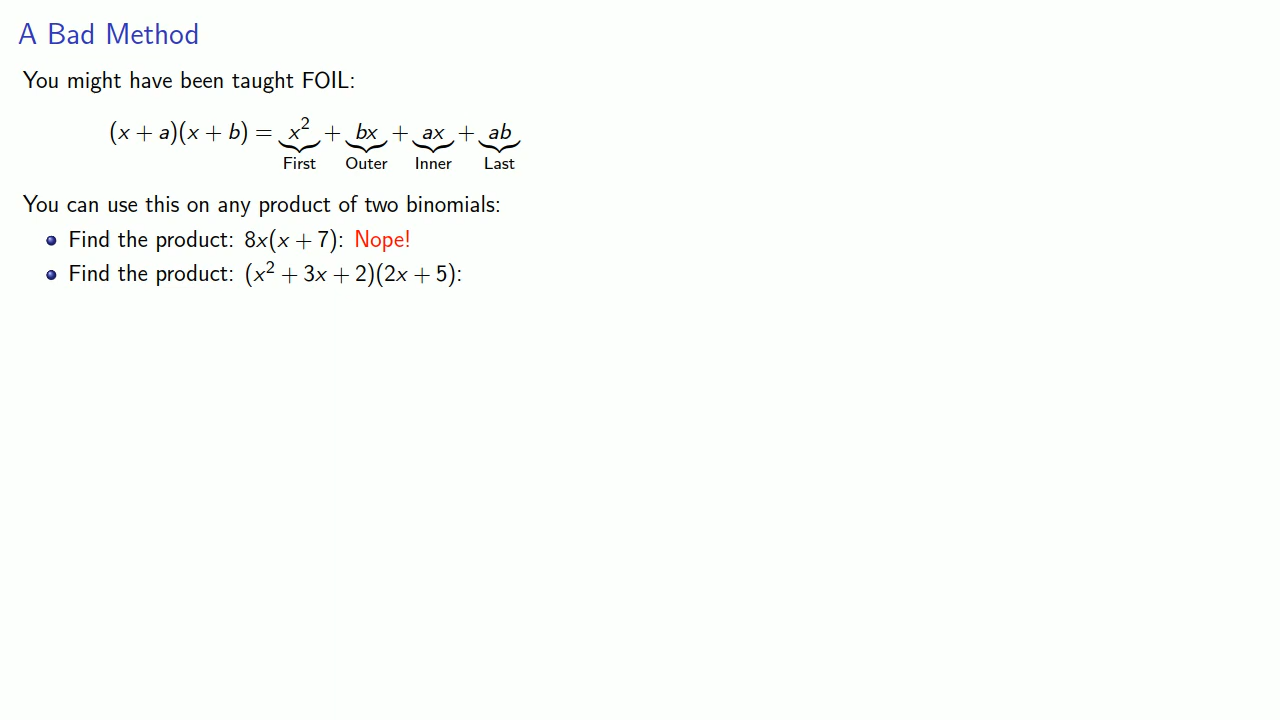 A Bad Method
You might have been taught FOIL:
(x + a)(x + b) = x² + bx + ax + ab
First Outer Inner Last
You can use this on any product of two binomials:
Find the product: 8x(x + 7): Nope!
Find the product: (x² + 3x + 2)(2x + 5):